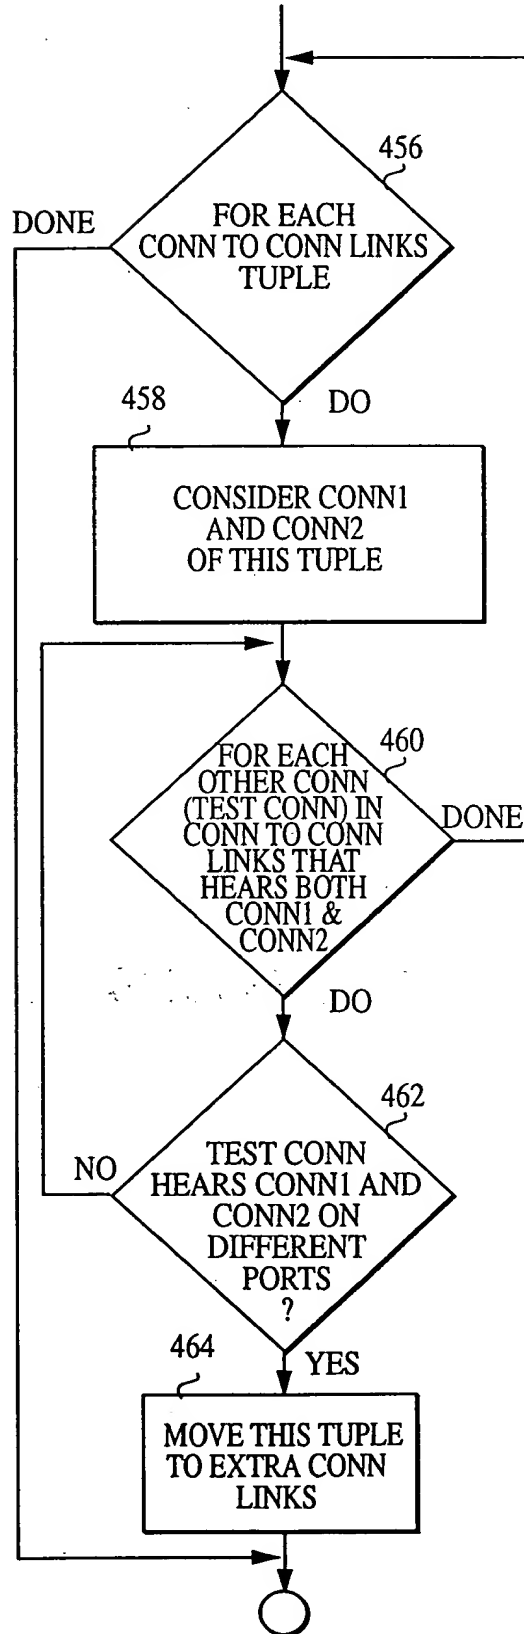 456
DONE
FOR EACH
CONN TO CONN LINKS
TUPLE
DO
458
CONSIDER CONN1
AND CONN2
OF THIS TUPLE
460
FOR EACH
OTHER CONN
(TEST CONN) IN
CONN TO CONN
LINKS THAT
HEARS BOTH
CONN1 &
CONN2
DONE
DO
462
TEST CONN
HEARS CONN1 AND
CONN2 ON
DIFFERENT
PORTS
?
NO
464
YES
MOVE THIS TUPLE
TO EXTRA CONN
LINKS